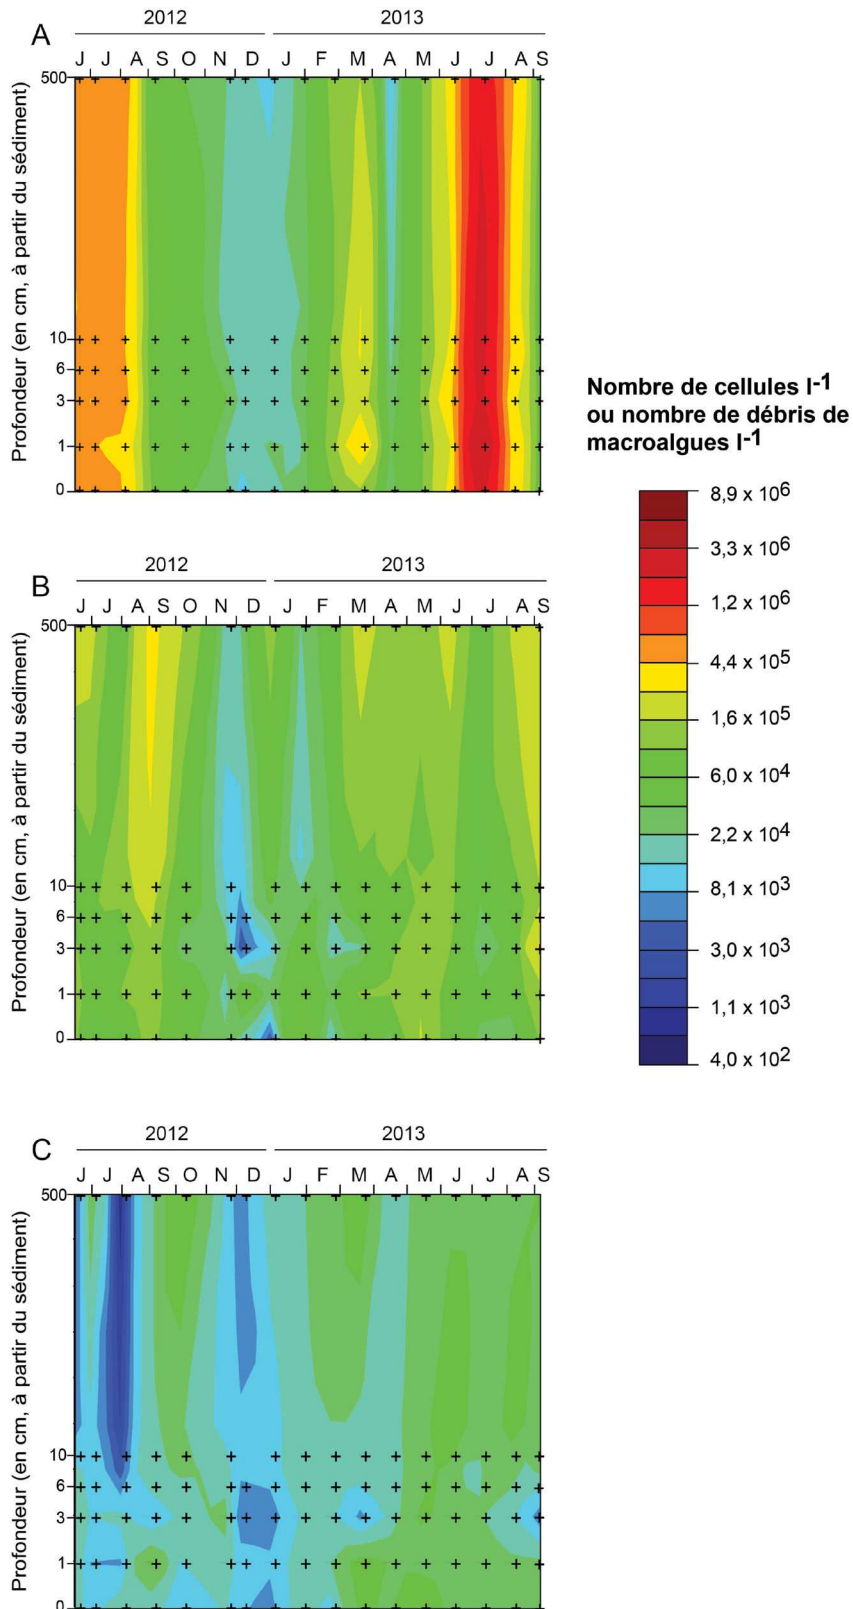 A
2012 2013
J J A S O N D J F M A M J J A S
Profondeur (en cm, à partir du sédiment)
500
10
6
3
1
0
Nombre de cellules l-1
ou nombre de débris de
macroalgues l-1
8,9 x 10⁶
3,3 x 10⁶
1,2 x 10⁶
4,4 x 10⁵
1,6 x 10⁵
6,0 x 10⁴
2,2 x 10⁴
8,1 x 10³
3,0 x 10³
1,1 x 10³
4,0 x 10²
B
2012 2013
J J A S O N D J F M A M J J A S
Profondeur (en cm, à partir du sédiment)
500
10
6
3
1
0
C
2012 2013
J J A S O N D J F M A M J J A S
Profondeur (en cm, à partir du sédiment)
500
10
6
3
1
0